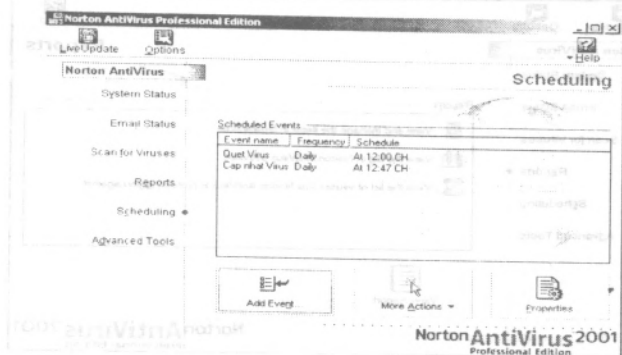 Norton AntiVirus Professional Edition
LiveUpdate Options Help
Norton AntiVirus
Scheduling
System Status
Email Status
Scan for Viruses
Reports
Scheduling
Advanced Tools
Scheduled Events
Event name Frequency Schedule
Quet Virus Daily At 12:00 CH
Cap nhat Virus Daily At 12:47 CH
Add Event
More Actions
Properties
Norton AntiVirus 2001
Professional Edition